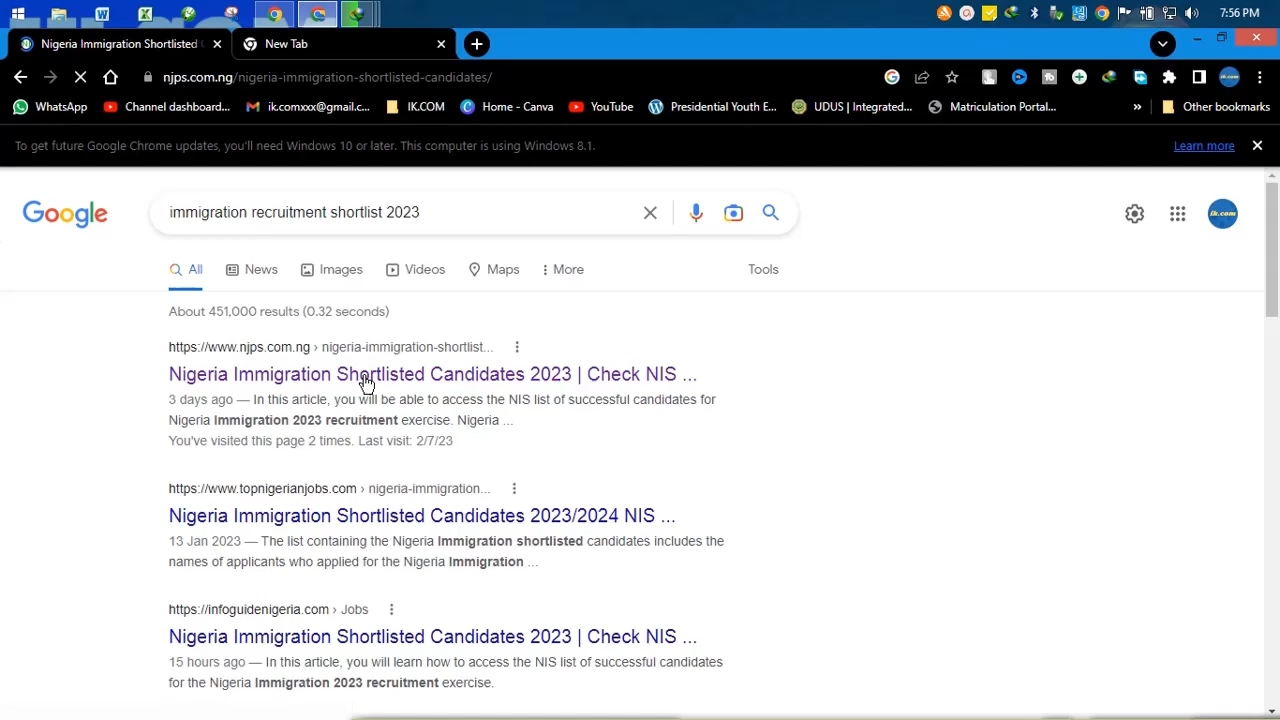 7:56 PM
Nigeria Immigration Shortlisted C
New Tab
njps.com.ng/nigeria-immigration-shortlisted-candidates/
WhatsApp
Channel dashboard...
ik.comxxx@gmail.c...
IK.COM
Home - Canva
YouTube
Presidential Youth E...
UDUS | Integrated...
Matriculation Portal...
»
Other bookmarks
To get future Google Chrome updates, you'll need Windows 10 or later. This computer is using Windows 8.1.
Learn more
Google
immigration recruitment shortlist 2023
ik.com
All
News
Images
Videos
Maps
More
Tools
About 451,000 results (0.32 seconds)
https://www.njps.com.ng › nigeria-immigration-shortlist...
Nigeria Immigration Shortlisted Candidates 2023 | Check NIS ...
3 days ago — In this article, you will be able to access the NIS list of successful candidates for
Nigeria Immigration 2023 recruitment exercise. Nigeria ...
You've visited this page 2 times. Last visit: 2/7/23
https://www.topnigerianjobs.com › nigeria-immigration...
Nigeria Immigration Shortlisted Candidates 2023/2024 NIS ...
13 Jan 2023 — The list containing the Nigeria Immigration shortlisted candidates includes the
names of applicants who applied for the Nigeria Immigration ...
https://infoguidenigeria.com › Jobs
Nigeria Immigration Shortlisted Candidates 2023 | Check NIS ...
15 hours ago — In this article, you will learn how to access the NIS list of successful candidates
for the Nigeria Immigration 2023 recruitment exercise.